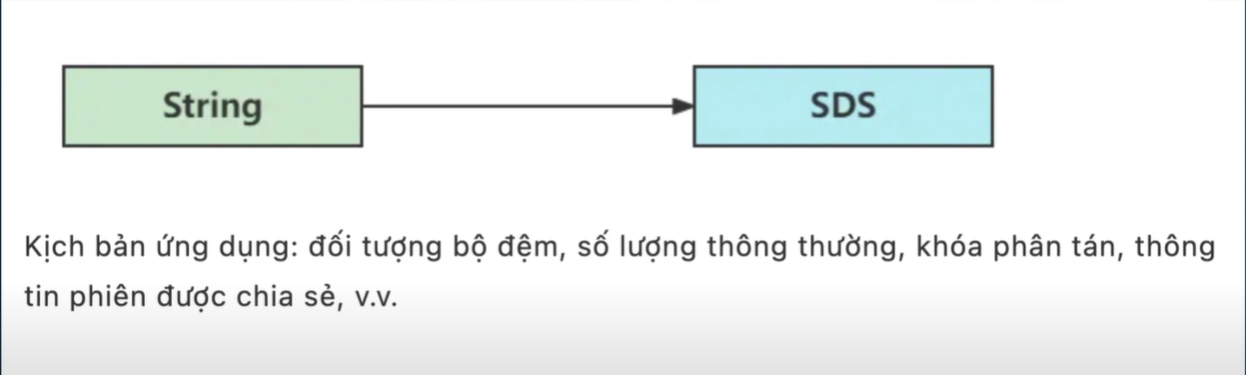 String
SDS
Kịch bản ứng dụng: đối tượng bộ đệm, số lượng thông thường, khóa phân tán, thông
tin phiên được chia sẻ, v.v.